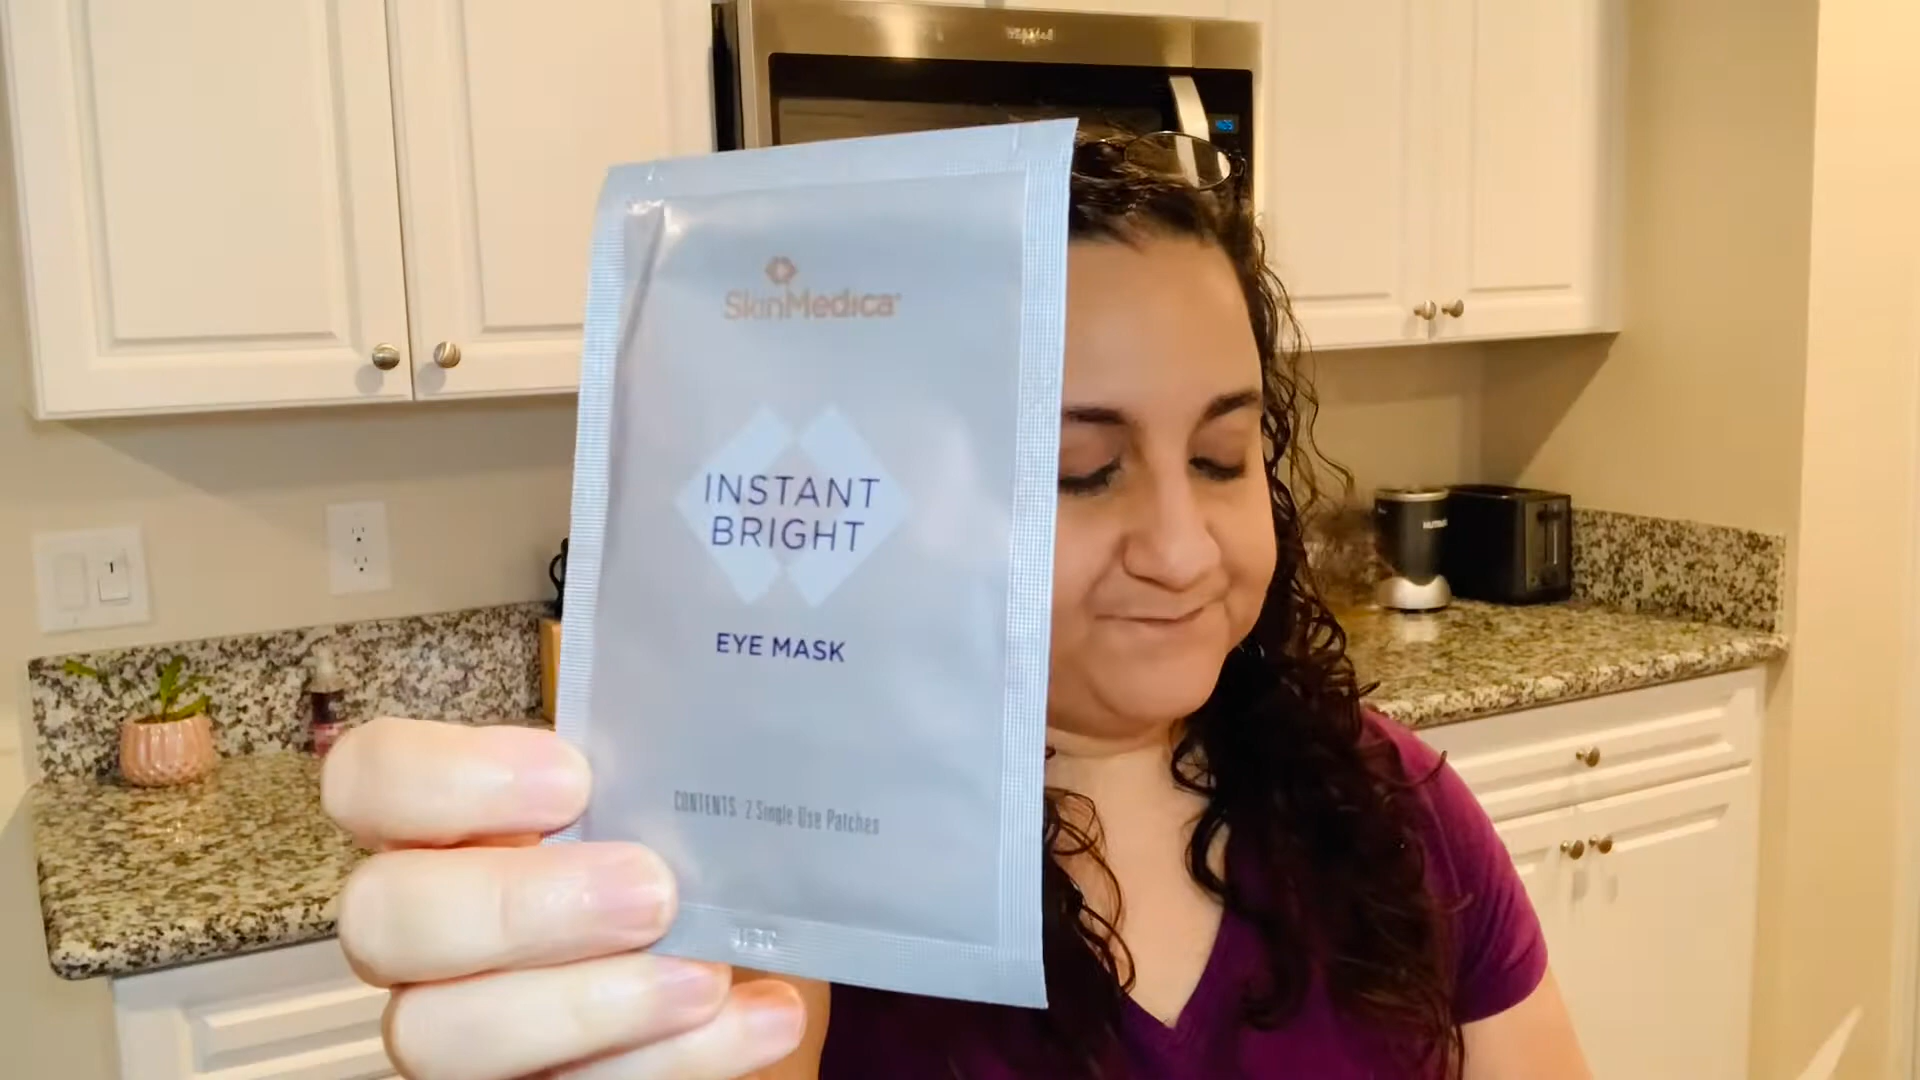 SkinMedica®
INSTANT
BRIGHT
EYE MASK
CONTENTS: 2 Single Use Patches